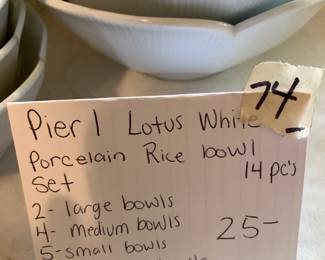 74
Pier 1 Lotus White
Porcelain Rice bowl
Set 14 pc's
2- large bowls
4- medium bowls
5- small bowls
25-